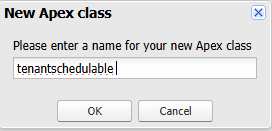 New Apex class
Please enter a name for your new Apex class
tenantschedulable
OK
Cancel